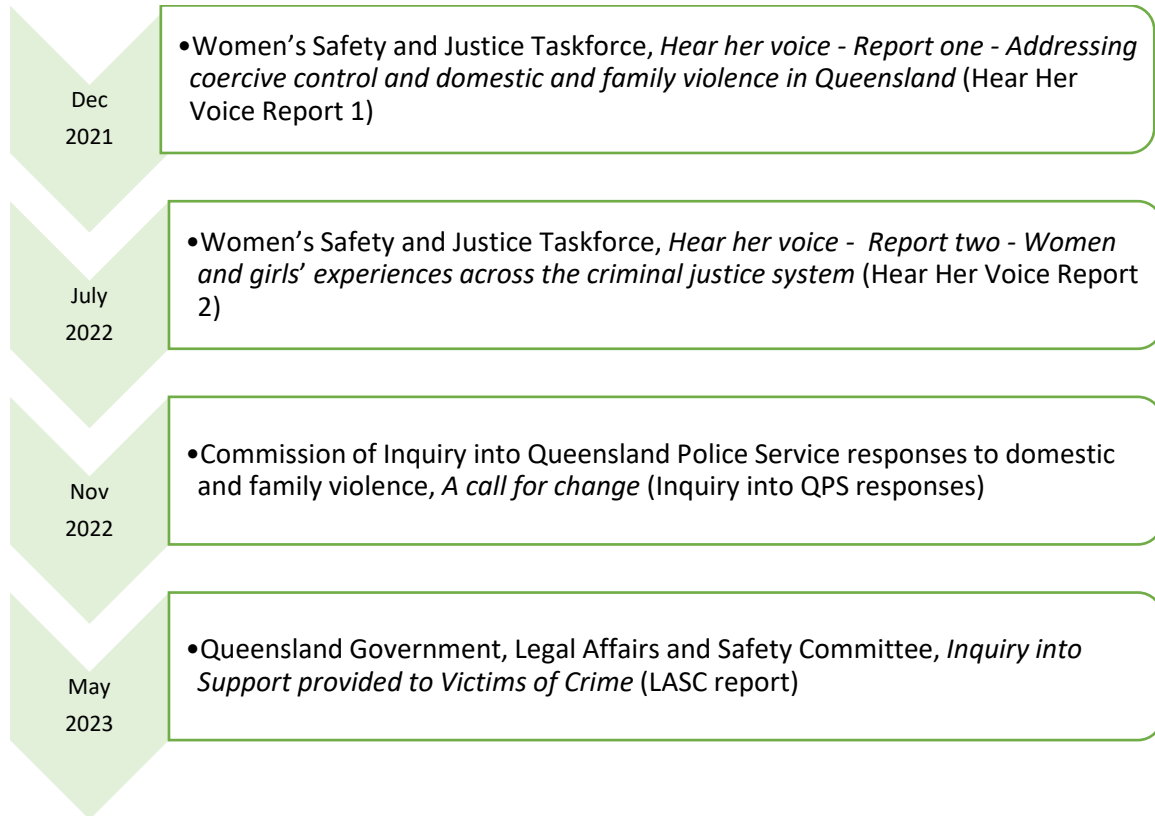 Dec
2021
•Women’s Safety and Justice Taskforce, Hear her voice - Report one - Addressing
coercive control and domestic and family violence in Queensland (Hear Her
Voice Report 1)
July
2022
•Women’s Safety and Justice Taskforce, Hear her voice -  Report two - Women
and girls’ experiences across the criminal justice system (Hear Her Voice Report
2)
Nov
2022
•Commission of Inquiry into Queensland Police Service responses to domestic
and family violence, A call for change (Inquiry into QPS responses)
May
2023
•Queensland Government, Legal Affairs and Safety Committee, Inquiry into
Support provided to Victims of Crime (LASC report)